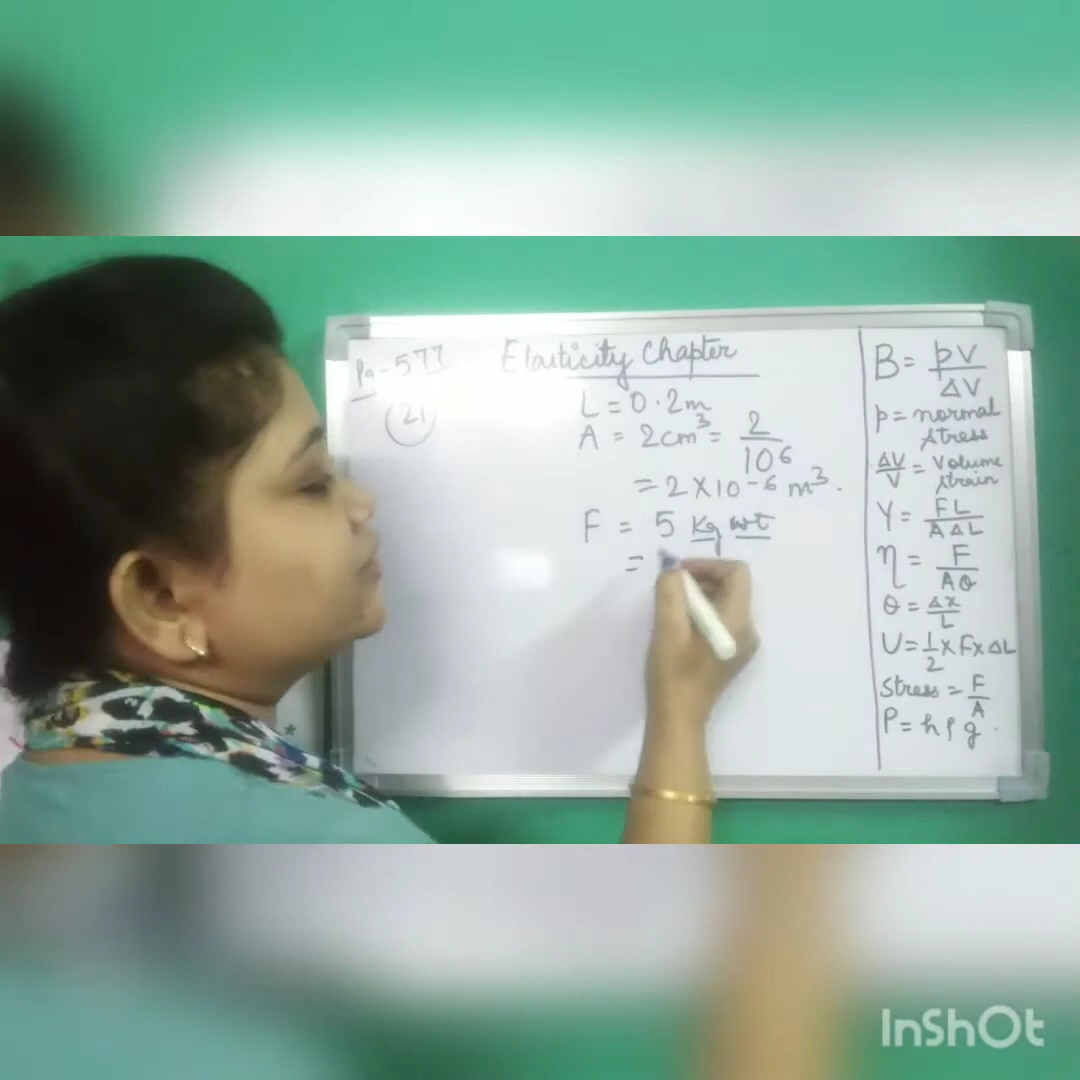 Pg - 577
Elasticity Chapter
21
L = 0.2m
A = 2cm³ = 2/10⁶
= 2 × 10⁻⁶ m³.
F = 5 Kg wt
=
B = pV/ΔV
p = normal
stress
ΔV/V = Volume
strain
Y = FL/AΔL
η = F/Aθ
θ = Δx/L
U = 1/2 × F × ΔL
Stress = F/A
P = hρg.
InShOt